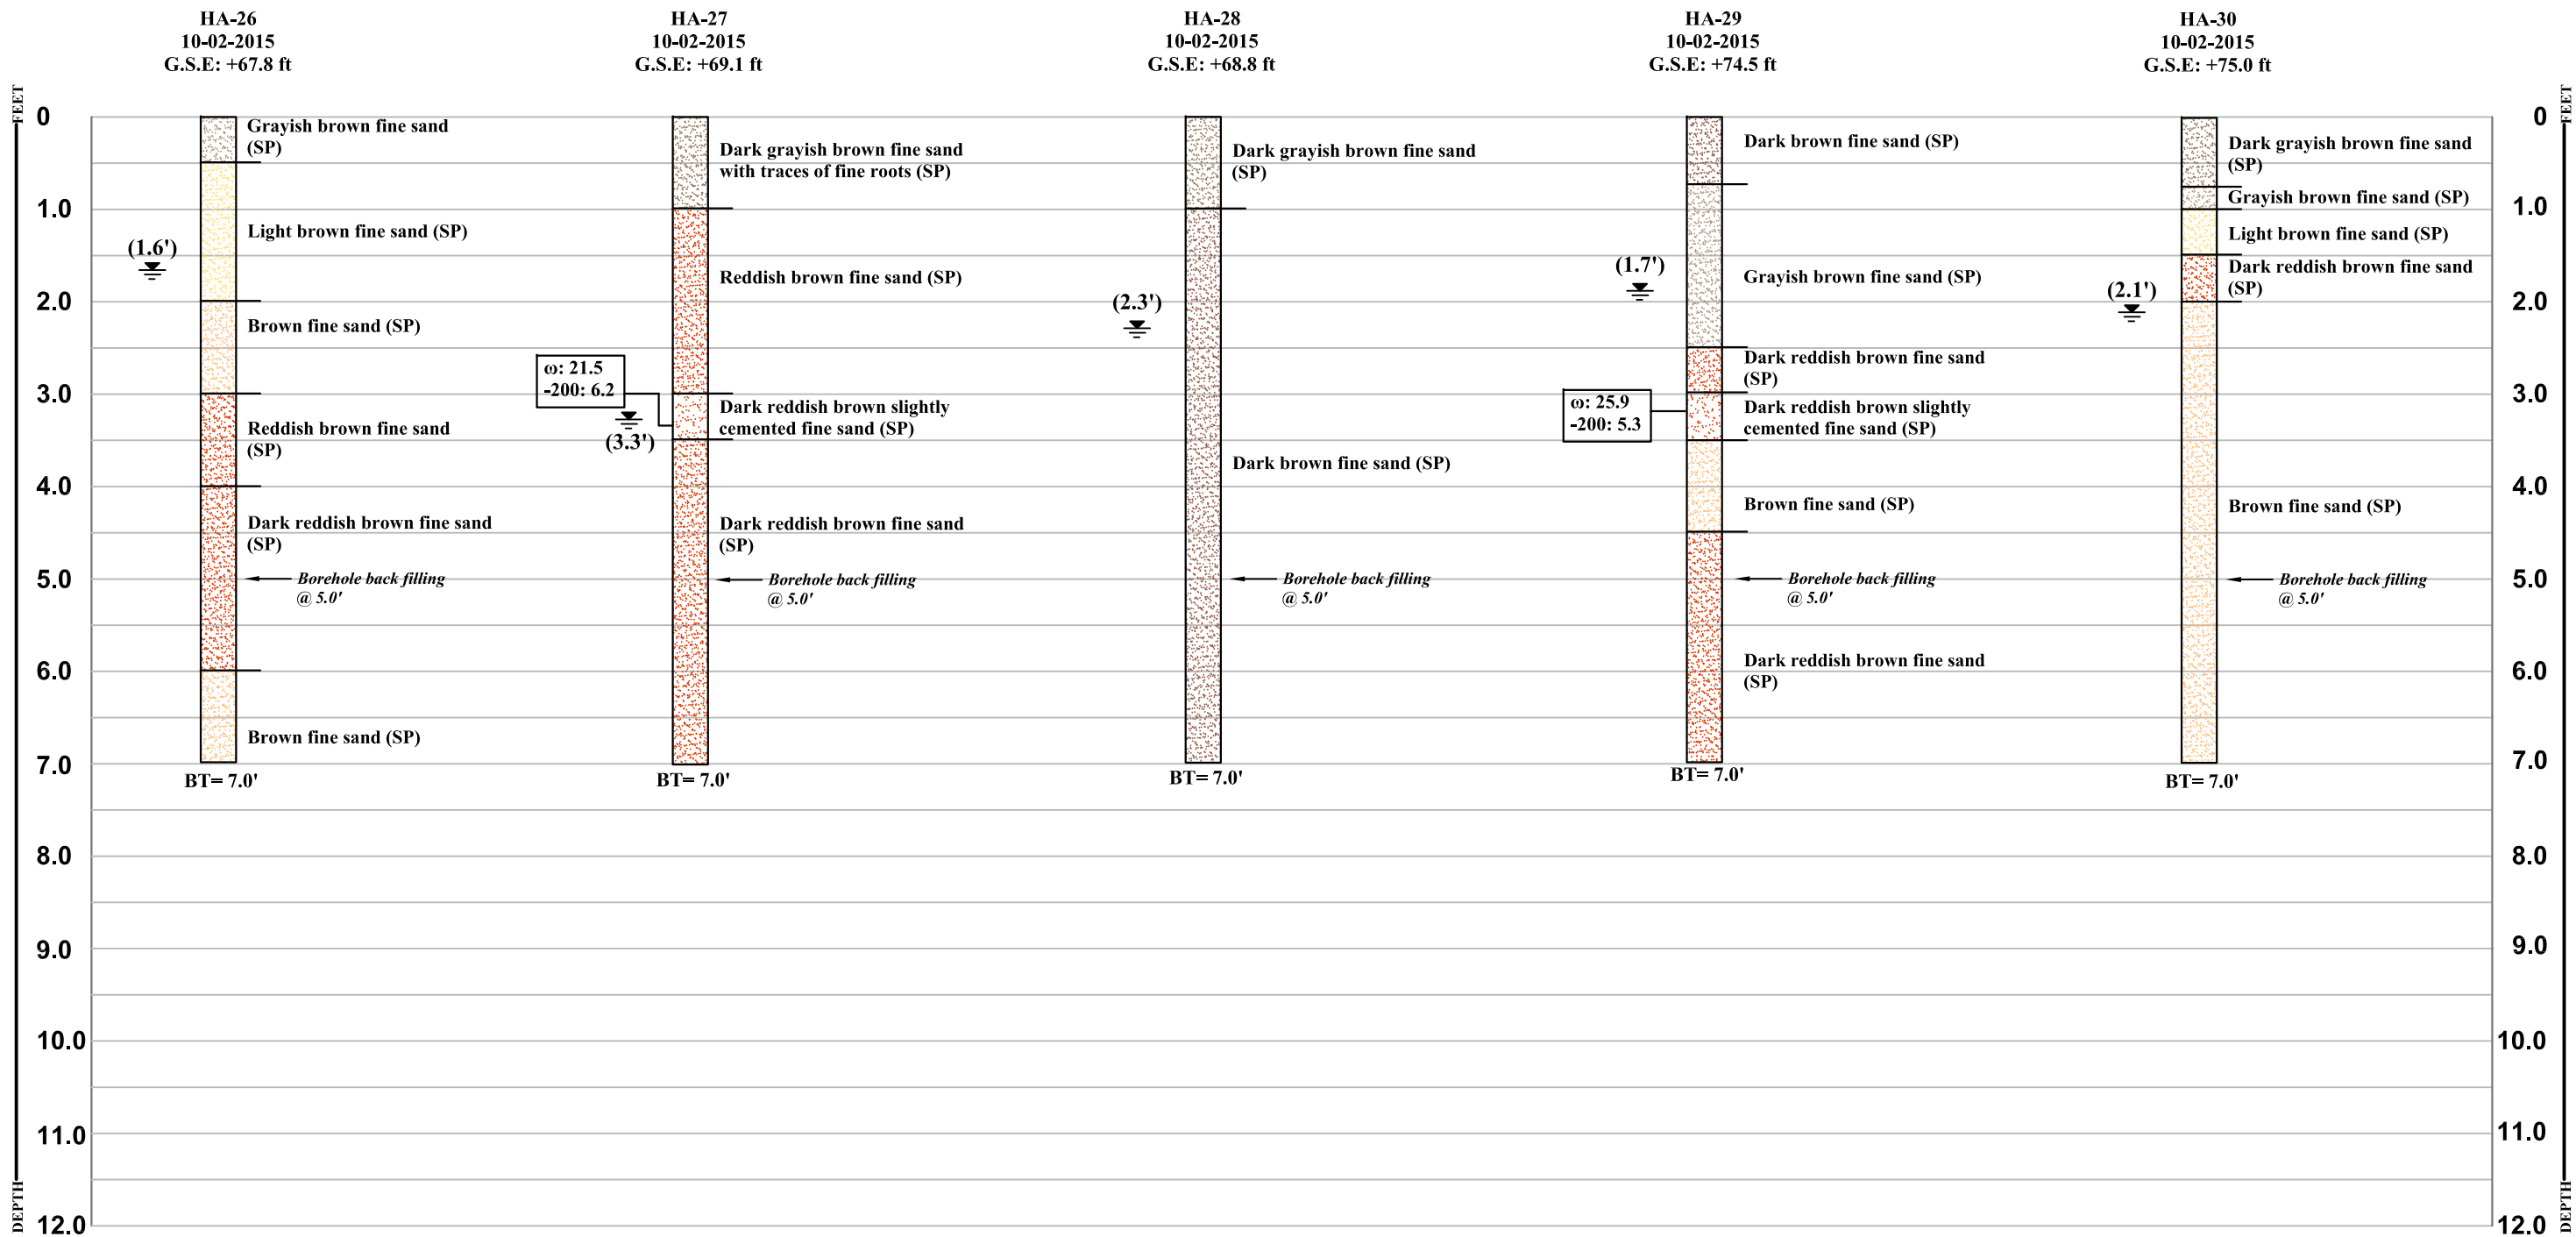 HA-26
10-02-2015
G.S.E: +67.8 ft
HA-27
10-02-2015
G.S.E: +69.1 ft
HA-28
10-02-2015
G.S.E: +68.8 ft
HA-29
10-02-2015
G.S.E: +74.5 ft
HA-30
10-02-2015
G.S.E: +75.0 ft
FEET
DEPTH
0
1.0
2.0
3.0
4.0
5.0
6.0
7.0
8.0
9.0
10.0
11.0
12.0
Grayish brown fine sand
(SP)
Light brown fine sand (SP)
(1.6')
Brown fine sand (SP)
Reddish brown fine sand
(SP)
Dark reddish brown fine sand
(SP)
Borehole back filling
@ 5.0'
Brown fine sand (SP)
BT= 7.0'
Dark grayish brown fine sand
with traces of fine roots (SP)
Reddish brown fine sand (SP)
ω: 21.5
-200: 6.2
(3.3')
Dark reddish brown slightly
cemented fine sand (SP)
Dark reddish brown fine sand
(SP)
Borehole back filling
@ 5.0'
BT= 7.0'
Dark grayish brown fine sand
(SP)
(2.3')
Dark brown fine sand (SP)
Borehole back filling
@ 5.0'
BT= 7.0'
Dark brown fine sand (SP)
(1.7')
Grayish brown fine sand (SP)
Dark reddish brown fine sand
(SP)
ω: 25.9
-200: 5.3
Dark reddish brown slightly
cemented fine sand (SP)
Brown fine sand (SP)
Borehole back filling
@ 5.0'
Dark reddish brown fine sand
(SP)
BT= 7.0'
Dark grayish brown fine sand
(SP)
Grayish brown fine sand (SP)
Light brown fine sand (SP)
Dark reddish brown fine sand
(SP)
(2.1')
Brown fine sand (SP)
Borehole back filling
@ 5.0'
BT= 7.0'
FEET
DEPTH
0
1.0
2.0
3.0
4.0
5.0
6.0
7.0
8.0
9.0
10.0
11.0
12.0